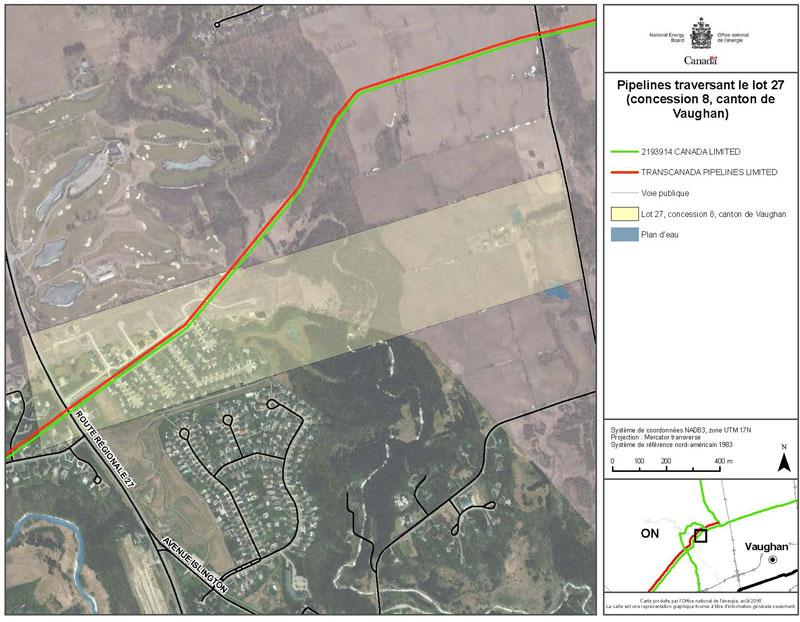 National Energy Board
Office national de l'énergie
Canada
Pipelines traversant le lot 27
(concession 8, canton de
Vaughan)
2193914 CANADA LIMITED
TRANSCANADA PIPELINES LIMITED
Voie publique
Lot 27, concession 8, canton de Vaughan
Plan d'eau
ROUTE RÉGIONALE 27
AVENUE ISLINGTON
Système de coordonnées NAD83, zone UTM 17N
Projection : Mercator transverse
Système de référence nord-américain 1983
0 100 200 400 m
N
ON
Vaughan
Carte produite par l'Office national de l'énergie, août 2016
La carte est une représentation graphique fournie à titre d'information générale seulement.